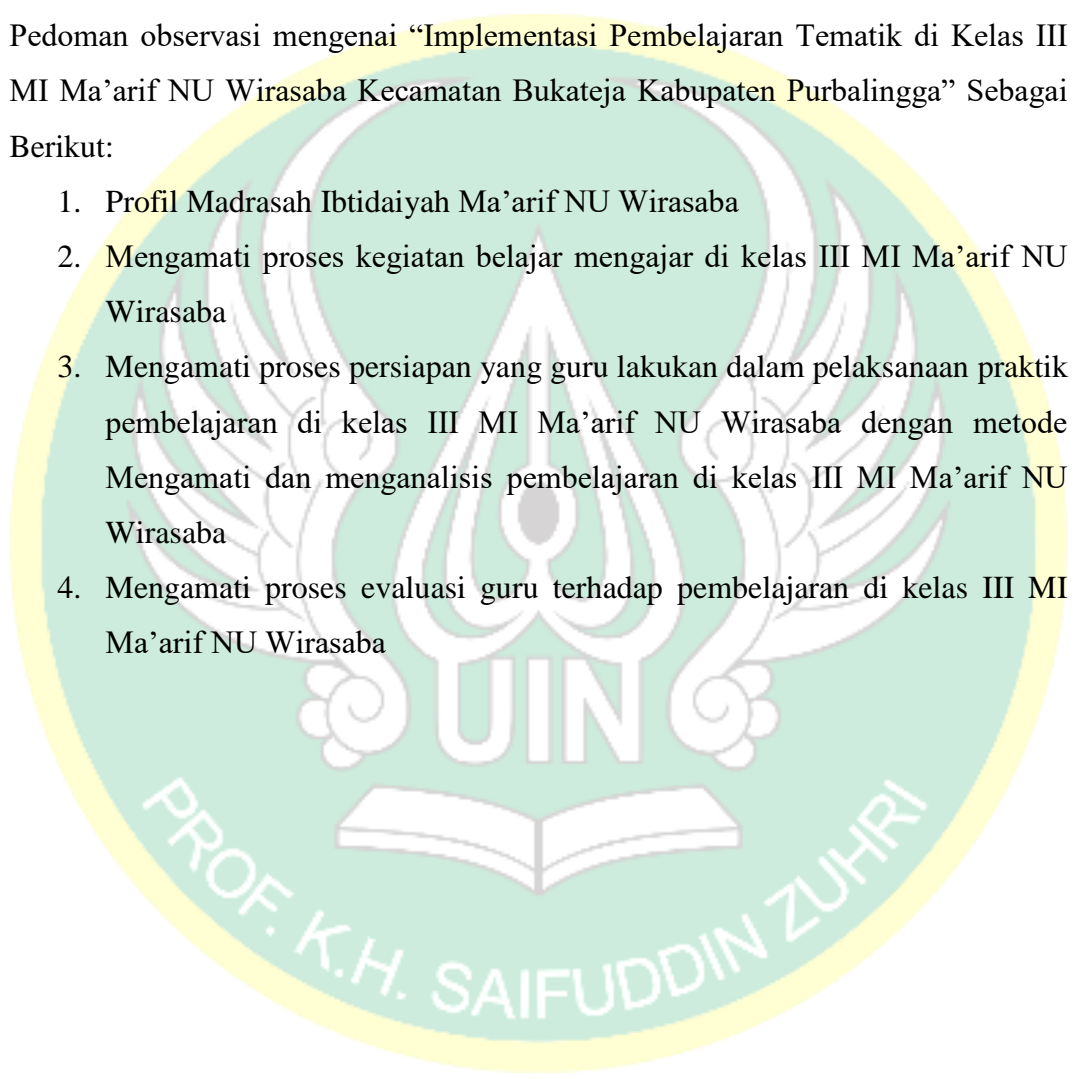 Pedoman observasi mengenai “Implementasi Pembelajaran Tematik di Kelas III
MI Ma’arif NU Wirasaba Kecamatan Bukateja Kabupaten Purbalingga” Sebagai
Berikut:
1. Profil Madrasah Ibtidaiyah Ma’arif NU Wirasaba
2. Mengamati proses kegiatan belajar mengajar di kelas III MI Ma’arif NU
Wirasaba
3. Mengamati proses persiapan yang guru lakukan dalam pelaksanaan praktik
pembelajaran di kelas III MI Ma’arif NU Wirasaba dengan metode
Mengamati dan menganalisis pembelajaran di kelas III MI Ma’arif NU
Wirasaba
4. Mengamati proses evaluasi guru terhadap pembelajaran di kelas III MI
Ma’arif NU Wirasaba
UIN
PROF. K.H. SAIFUDDIN ZUHRI